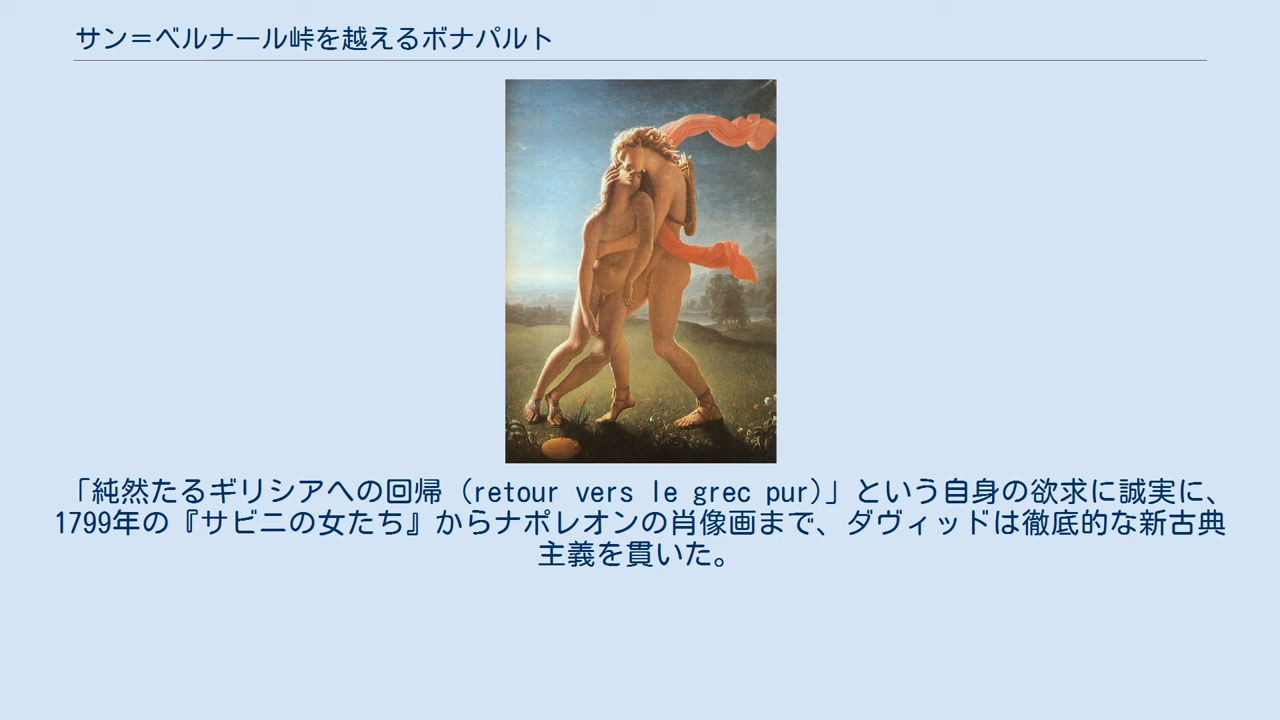 サン＝ベルナール峠を越えるボナパルト
「純然たるギリシアへの回帰（retour vers le grec pur)」という自身の欲求に誠実に、
1799年の『サビニの女たち』からナポレオンの肖像画まで、ダヴィッドは徹底的な新古典
主義を貫いた。